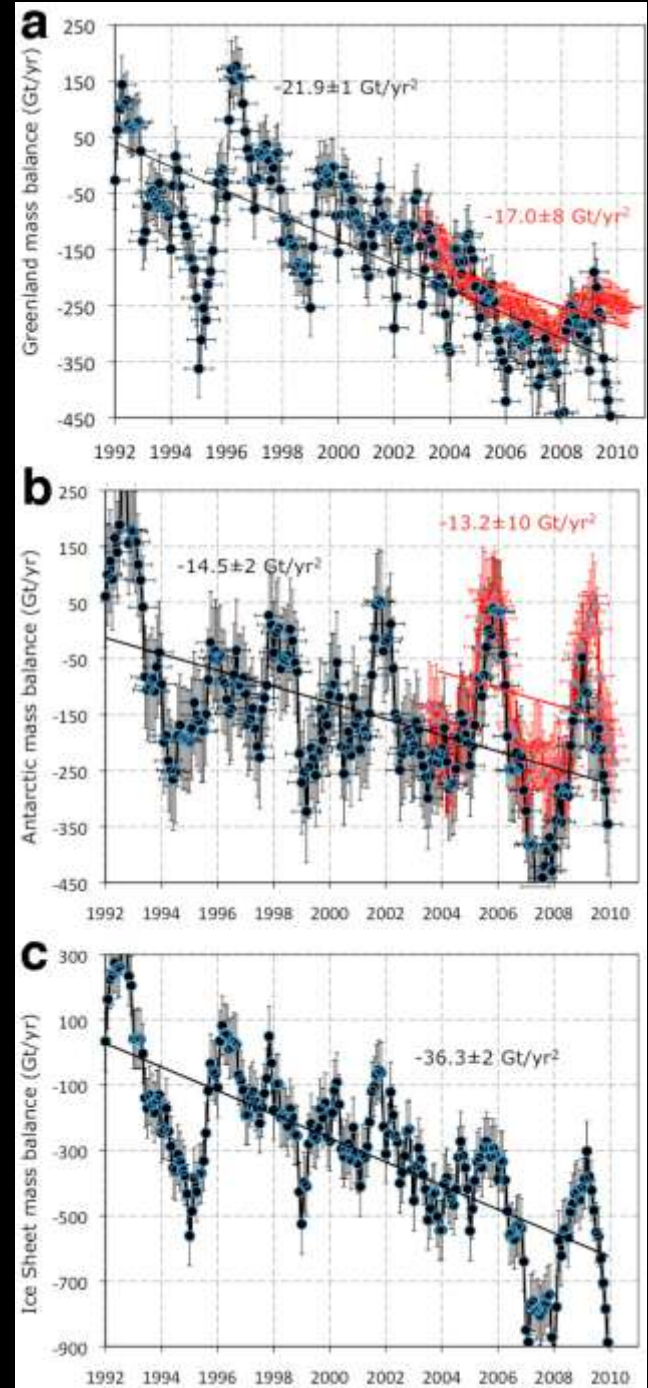 a
Greenland mass balance (Gt/yr)
250
150
50
-50
-150
-250
-350
-450
-21.9±1 Gt/yr²
-17.0±8 Gt/yr²
1992 1994 1996 1998 2000 2002 2004 2006 2008 2010
b
Antarctic mass balance (Gt/yr)
250
150
50
-50
-150
-250
-350
-450
-13.2±10 Gt/yr²
-14.5±2 Gt/yr²
1992 1994 1996 1998 2000 2002 2004 2006 2008 2010
c
Ice Sheet mass balance (Gt/yr)
300
100
-100
-300
-500
-700
-900
-36.3±2 Gt/yr²
1992 1994 1996 1998 2000 2002 2004 2006 2008 2010